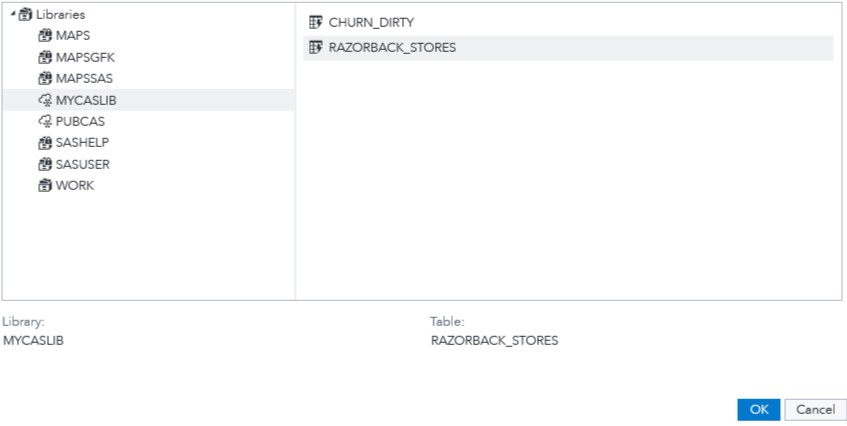 Libraries
MAPS
MAPSGFK
MAPSSAS
MYCASLIB
PUBCAS
SASHELP
SASUSER
WORK
CHURN_DIRTY
RAZORBACK_STORES
Library:
MYCASLIB
Table:
RAZORBACK_STORES
OK
Cancel